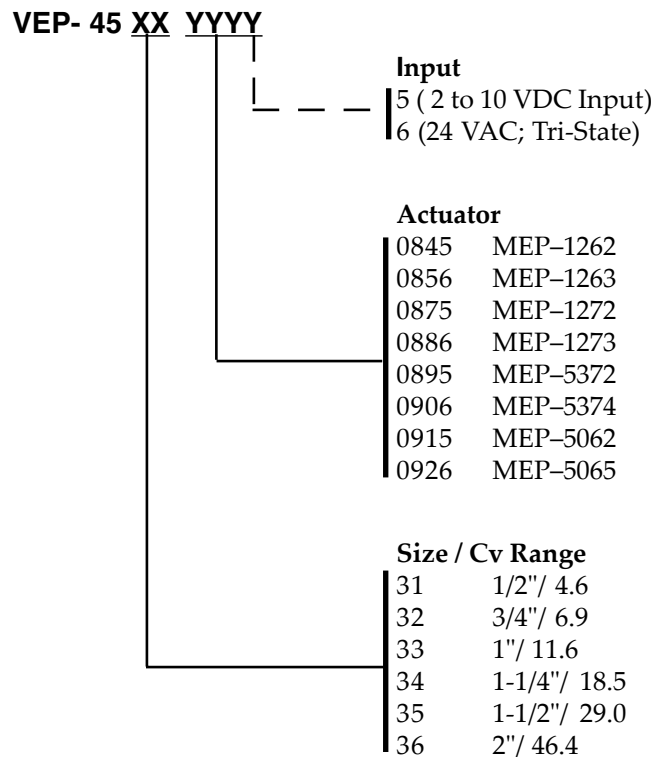 VEP- 45 XX YYYY
Input
5 ( 2 to 10 VDC Input)
6 (24 VAC; Tri-State)
Actuator
0845 MEP–1262
0856 MEP–1263
0875 MEP–1272
0886 MEP–1273
0895 MEP–5372
0906 MEP–5374
0915 MEP–5062
0926 MEP–5065
Size / Cv Range
31 1/2"/ 4.6
32 3/4"/ 6.9
33 1"/ 11.6
34 1-1/4"/ 18.5
35 1-1/2"/ 29.0
36 2"/ 46.4